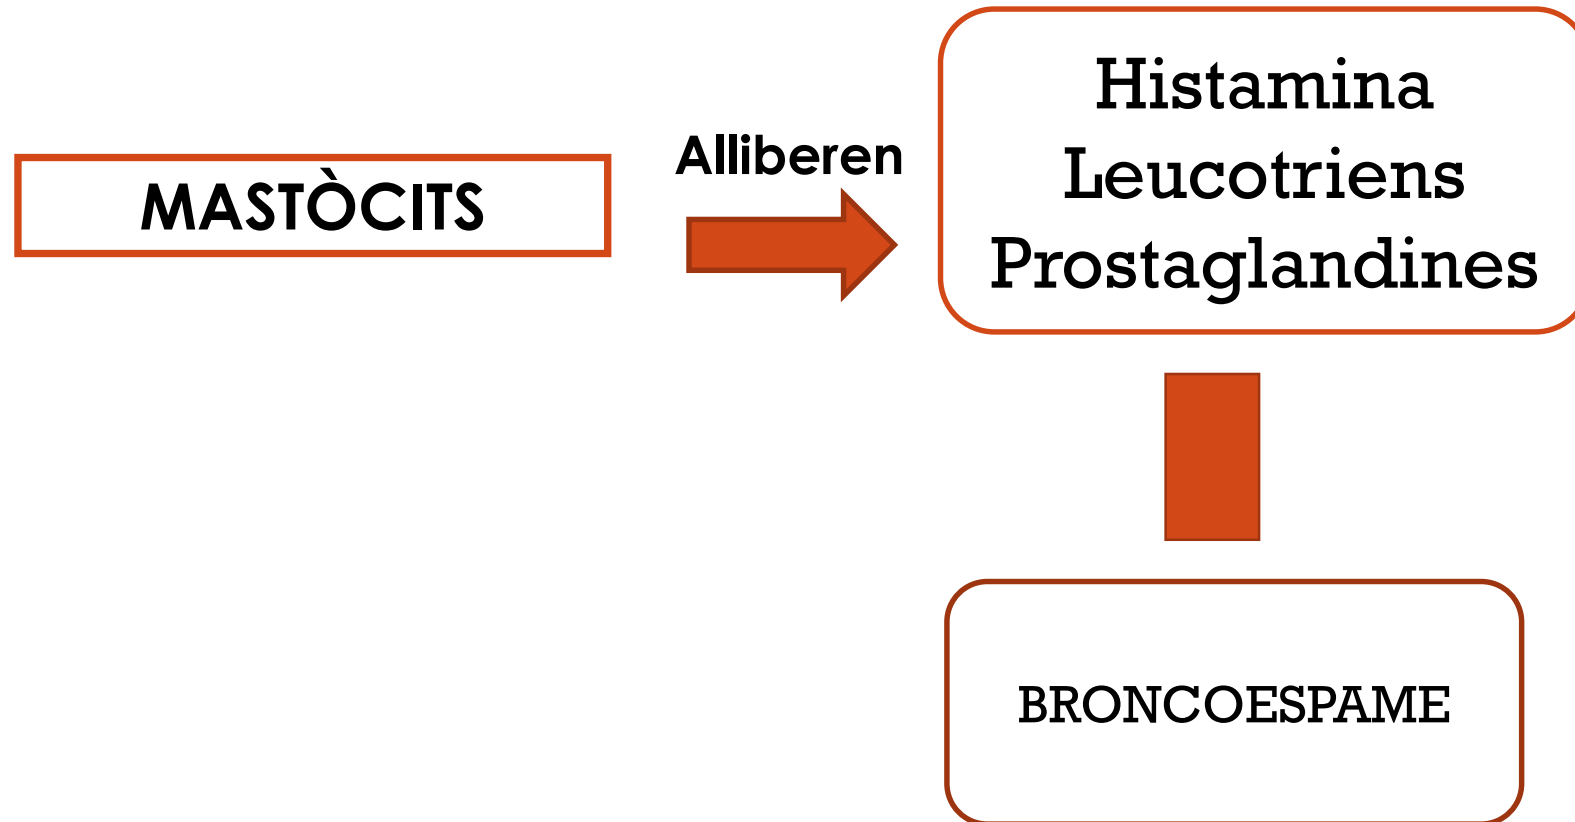 MASTÒCITS
Alliberen
Histamina
Leucotriens
Prostaglandines
BRONCOESPAME